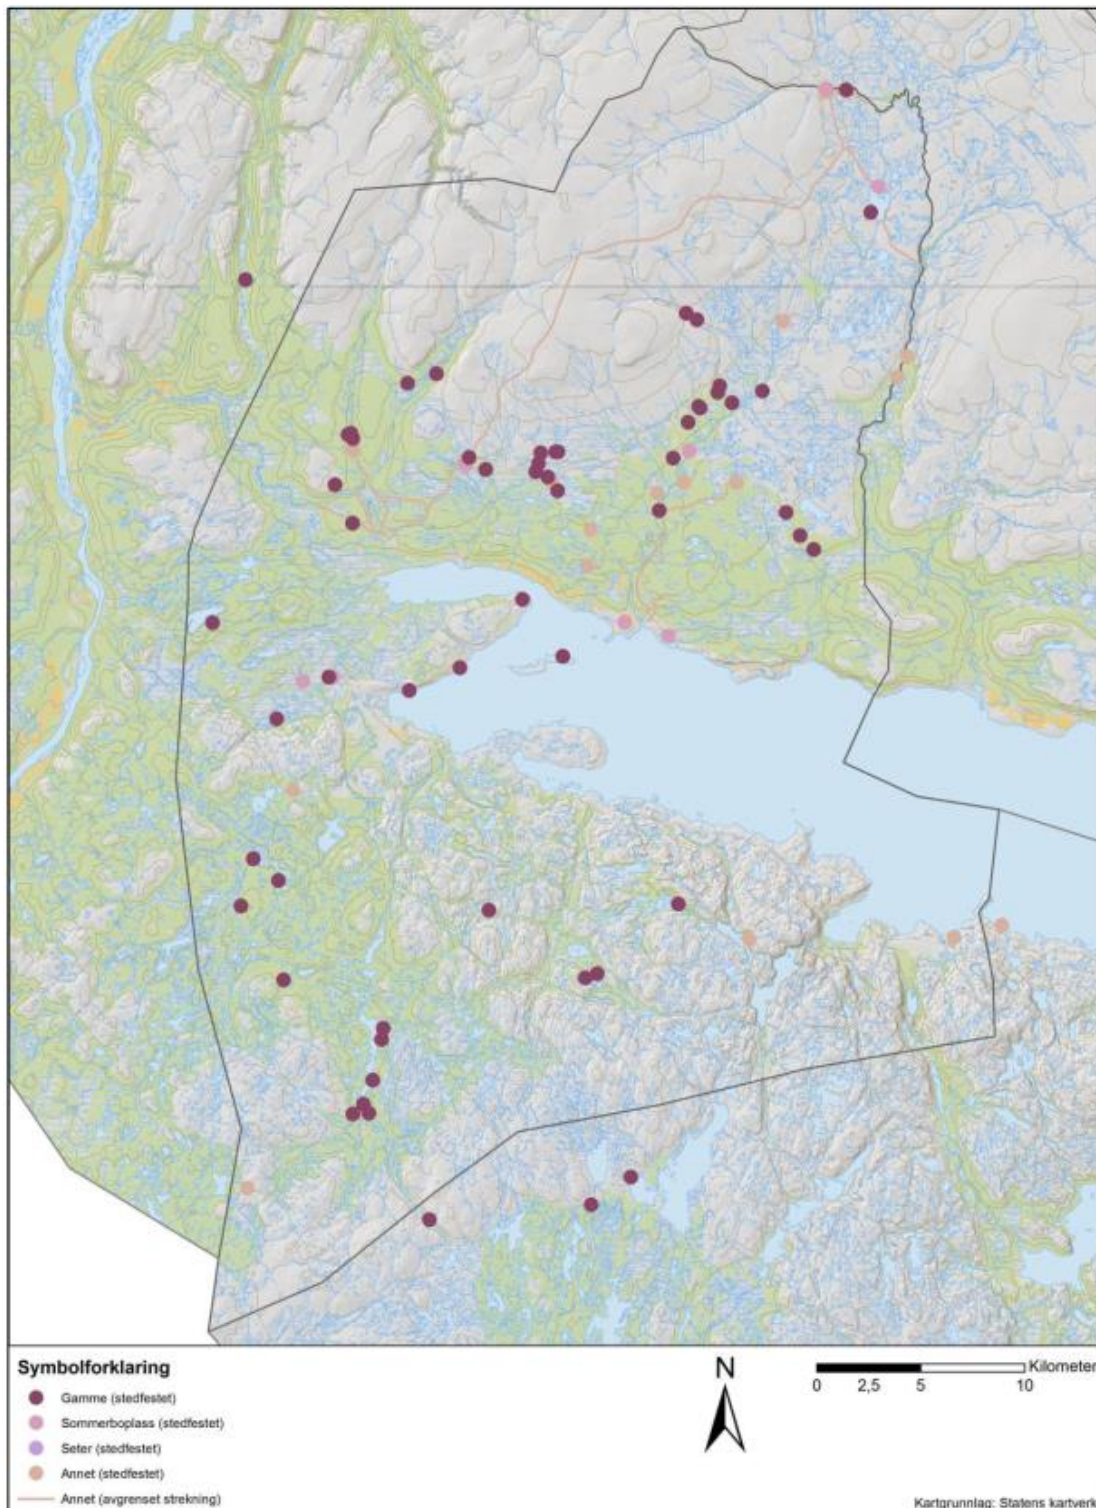 Symbolforklaring
Gamme (stedfestet)
Sommerboplass (stedfestet)
Seter (stedfestet)
Annet (stedfestet)
Annet (avgrenset strekning)
N
Kilometer
0 2,5 5 10
Kartgrunnlag: Statens kartverk